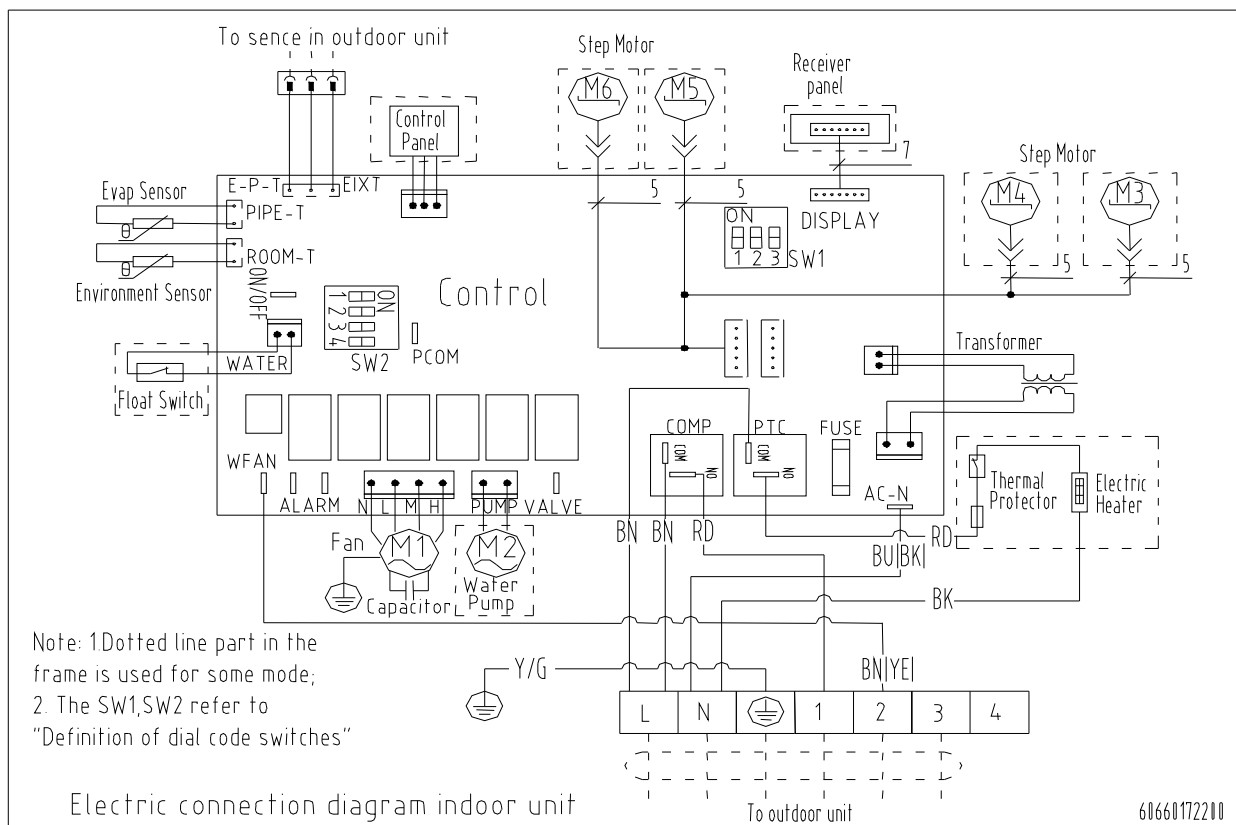 To sence in outdoor unit
Step Motor
M6
M5
Receiver
panel
7
Control
Panel
Step Motor
M4
M3
E-P-T
EIXT
Evap Sensor
θ
PIPE-T
ROOM-T
θ
Environment Sensor
5
5
DISPLAY
ON
1 2 3
SW1
5
5
ON/OFF
Control
ON
1
2
3
4
SW2
PCOM
WATER
Float Switch
Transformer
COMP
COM
NO
PTC
COM
NO
FUSE
WFAN
ALARM
N L M H
PUMP
VALVE
AC-N
Thermal
Protector
Electric
Heater
Fan
M1
Capacitor
M2
Water
Pump
BN
BN
RD
BU(BK)
RD
BK
Note: 1.Dotted line part in the
frame is used for some mode;
2. The SW1,SW2 refer to
"Definition of dial code switches"
Y/G
BN(YE)
L N 1 2 3 4
Electric connection diagram indoor unit
To outdoor unit
60660172200